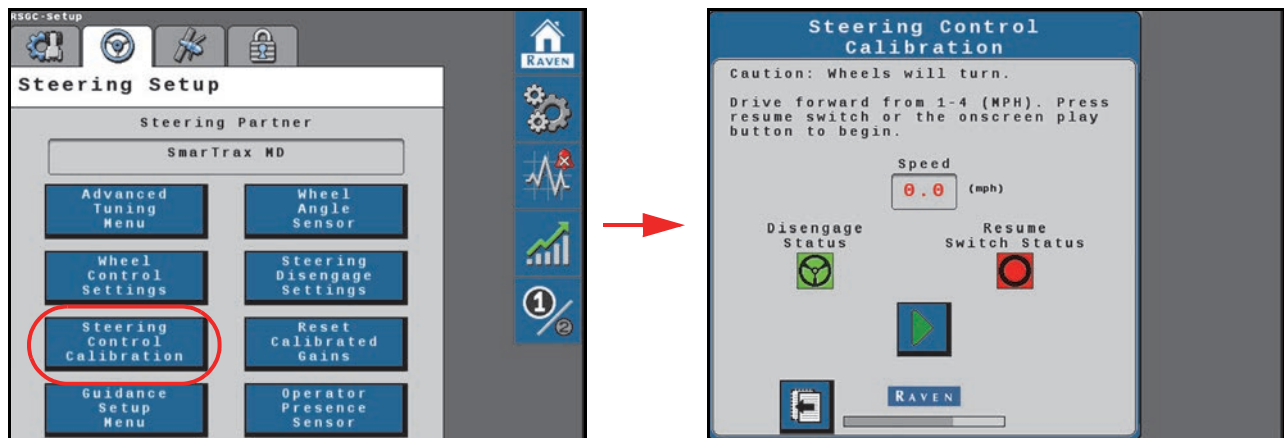 RSGC-Setup
Steering Setup
Steering Partner
SmarTrax MD
Advanced
Tuning
Menu
Wheel
Angle
Sensor
Wheel
Control
Settings
Steering
Disengage
Settings
Steering
Control
Calibration
Reset
Calibrated
Gains
Guidance
Setup
Menu
Operator
Presence
Sensor
RAVEN
1/2
Steering Control
Calibration
Caution: Wheels will turn.
Drive forward from 1-4 (MPH). Press
resume switch or the onscreen play
button to begin.
Speed
0.0 (mph)
Disengage
Status
Resume
Switch Status
RAVEN